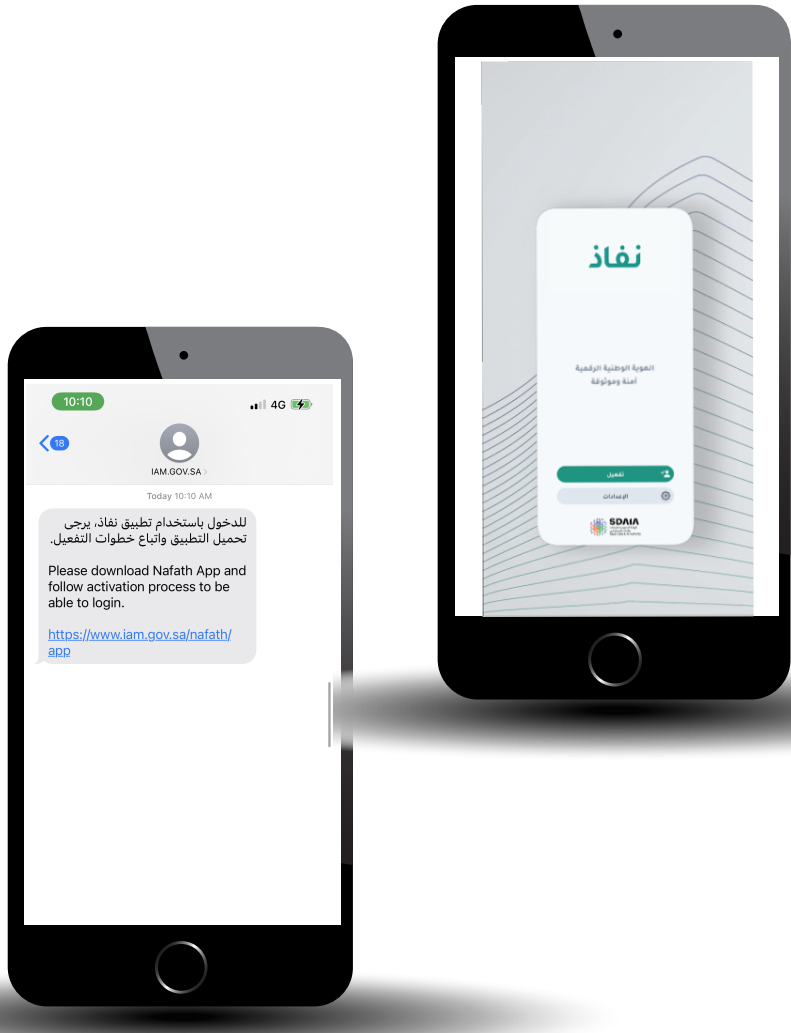 10:10
4G
18
IAM.GOV.SA
Today 10:10 AM
للدخول باستخدام تطبيق نفاذ، يرجى
تحميل التطبيق واتباع خطوات التفعيل.
Please download Nafath App and
follow activation process to be
able to login.
https://www.iam.gov.sa/nafath/
app
نفاذ
الهوية الوطنية الرقمية
آمنة وموثوقة
تفعيل
الإعدادات
SDAIA